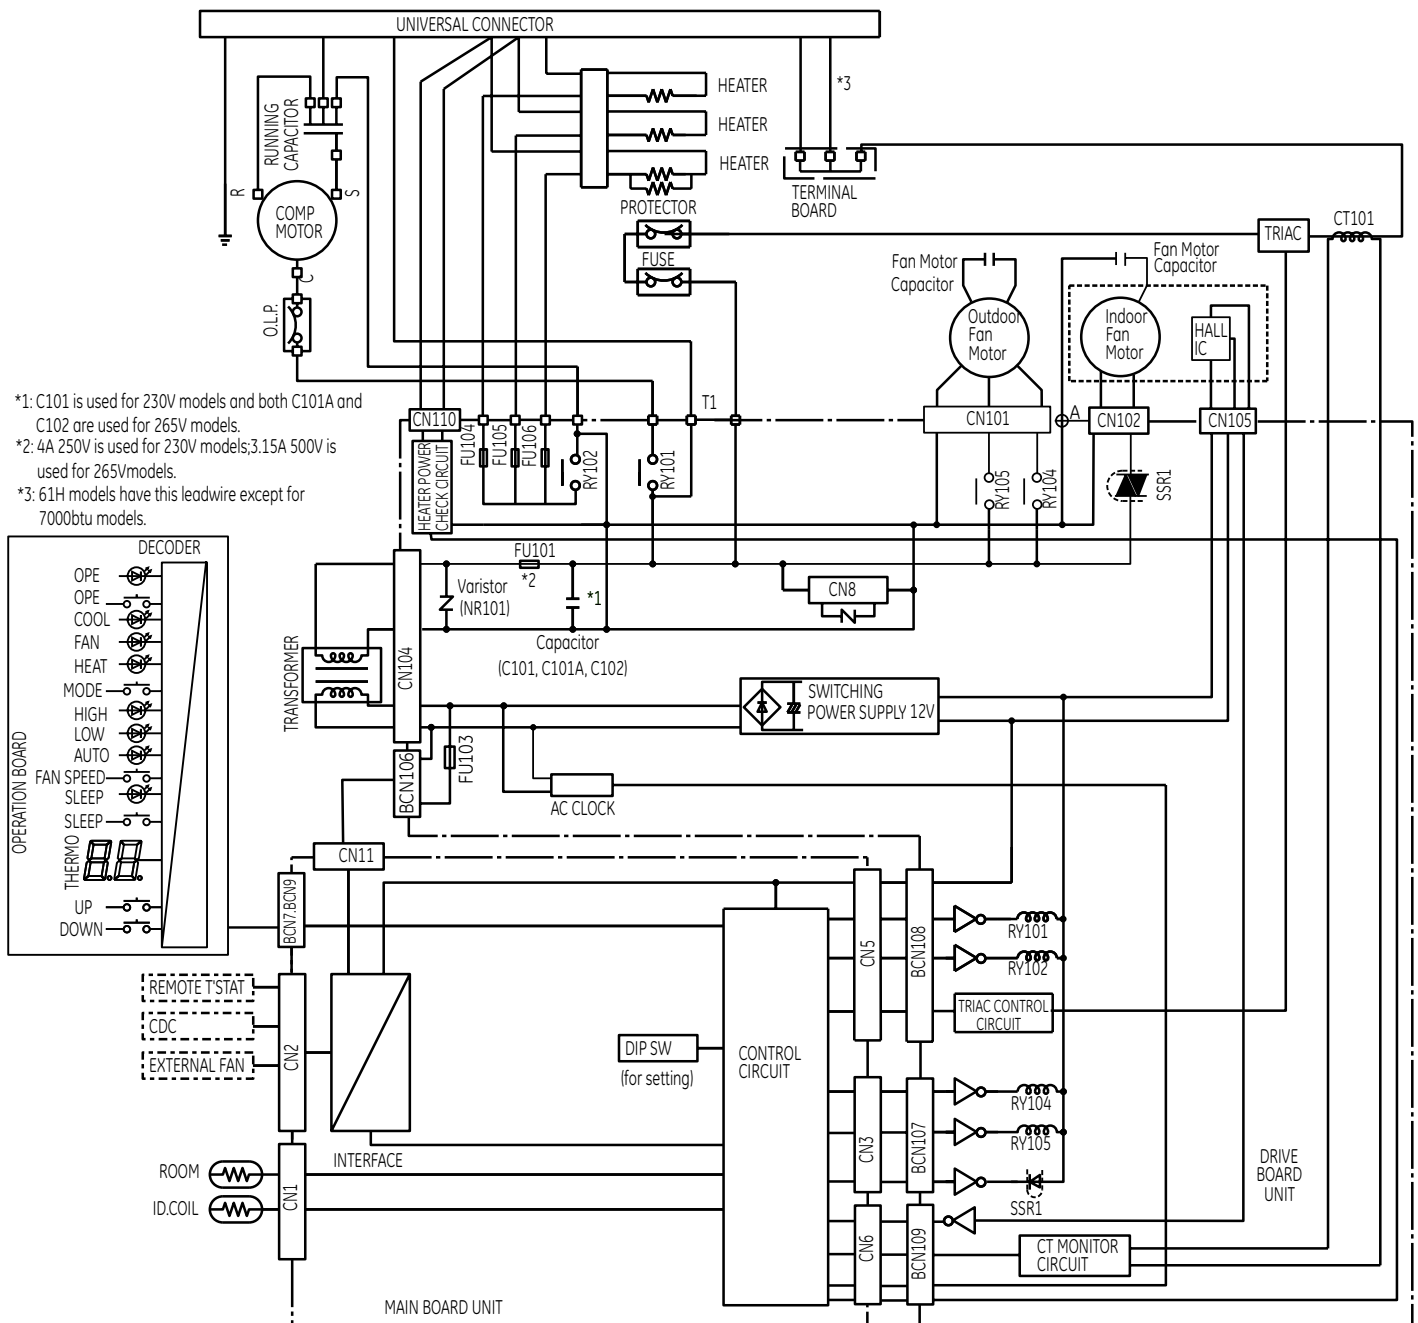 UNIVERSAL CONNECTOR
RUNNING
CAPACITOR
R
S
COMP
MOTOR
C
O.L.P.
HEATER
HEATER
HEATER
*3
TERMINAL
BOARD
PROTECTOR
FUSE
TRIAC
CT101
Fan Motor
Capacitor
Fan Motor
Capacitor
Outdoor
Fan
Motor
Indoor
Fan
Motor
HALL
IC
*1: C101 is used for 230V models and both C101A and
C102 are used for 265V models.
*2: 4A 250V is used for 230V models;3.15A 500V is
used for 265Vmodels.
*3: 61H models have this leadwire except for
7000btu models.
CN110
T1
CN101
A
CN102
CN105
HEATER POWER
CHECK CIRCUIT
FU104
FU105
FU106
RY102
RY101
RY105
RY104
SSR1
DECODER
OPERATION BOARD
OPE
OPE
COOL
FAN
HEAT
MODE
HIGH
LOW
AUTO
FAN SPEED
SLEEP
SLEEP
THERMO
UP
DOWN
TRANSFORMER
CN104
FU101
*2
Varistor
(NR101)
*1
Capacitor
(C101, C101A, C102)
CN8
SWITCHING
POWER SUPPLY 12V
BCN106
FU103
AC CLOCK
CN11
BCN7.BCN9
REMOTE T'STAT
CDC
EXTERNAL FAN
CN2
INTERFACE
ROOM
ID.COIL
CN1
DIP SW
(for setting)
CONTROL
CIRCUIT
CN5
BCN108
RY101
RY102
TRIAC CONTROL
CIRCUIT
CN3
BCN107
RY104
RY105
SSR1
CN6
BCN109
CT MONITOR
CIRCUIT
DRIVE
BOARD
UNIT
MAIN BOARD UNIT